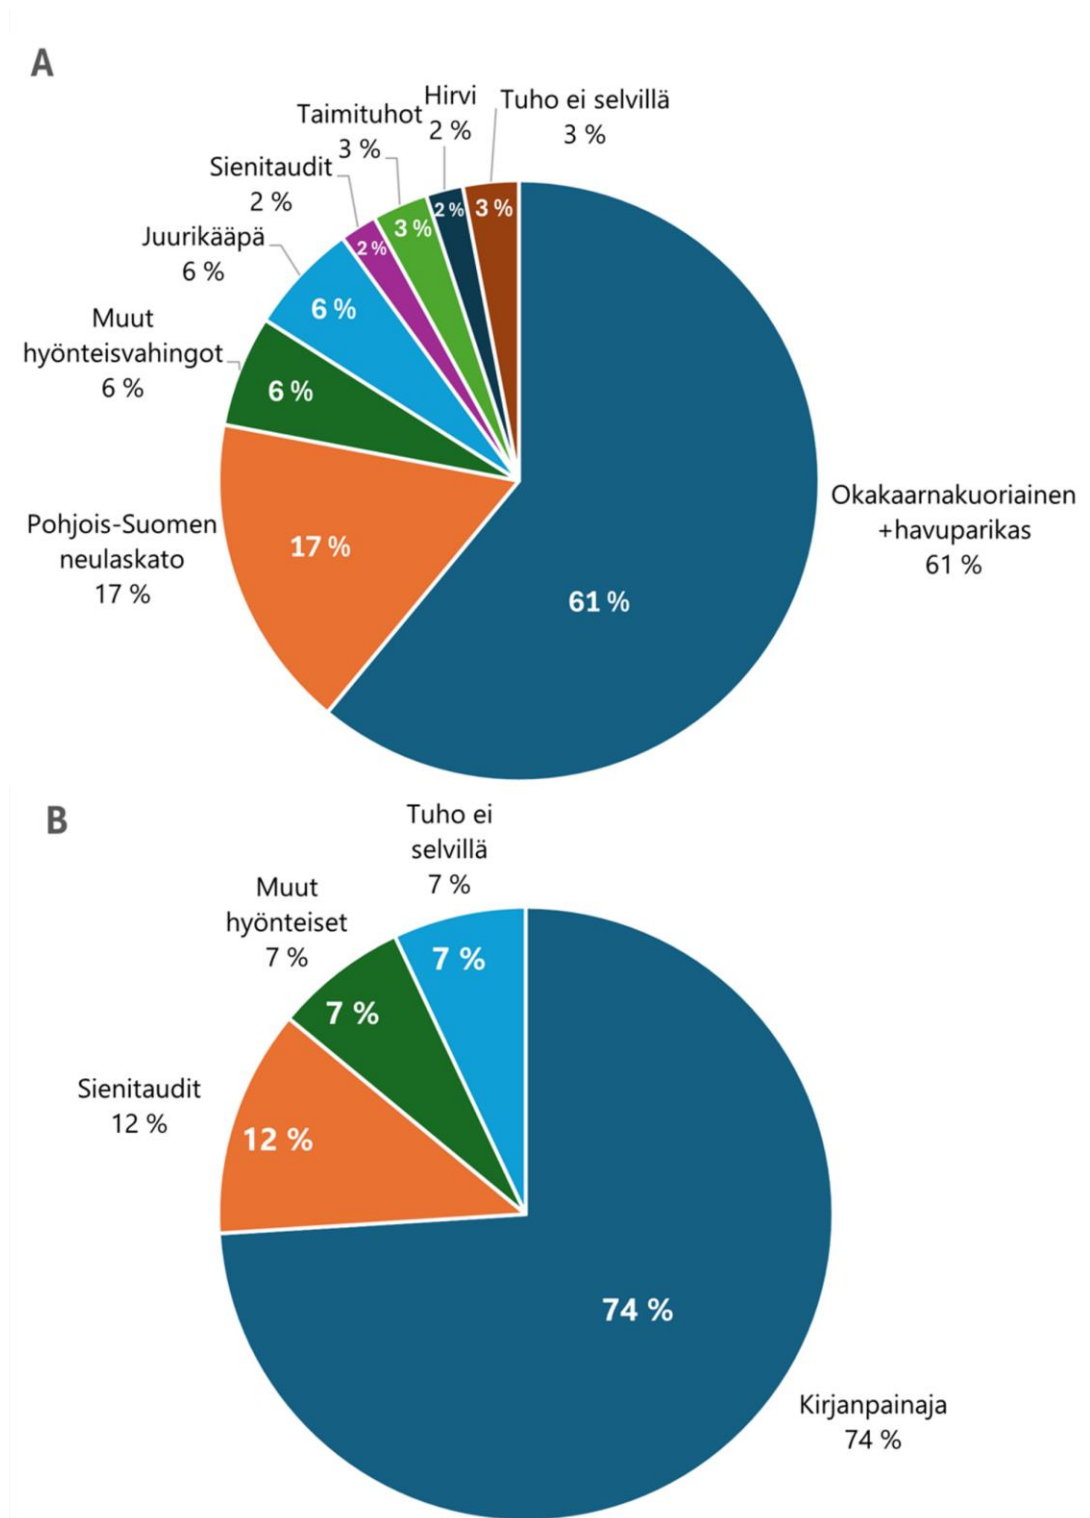 A
Hirvi
2 %
Tuho ei selvillä
3 %
Taimituhot
3 %
Sienitaudit
2 %
Juurikääpä
6 %
Muut
hyönteisvahingot
6 %
Pohjois-Suomen
neulaskato
17 %
Okakaarnakuoriainen
+havuparikas
61 %
2 %
3 %
3 %
2 %
6 %
6 %
17 %
61 %
B
Tuho ei
selvillä
7 %
Muut
hyönteiset
7 %
Sienitaudit
12 %
7 %
7 %
12 %
74 %
Kirjanpainaja
74 %